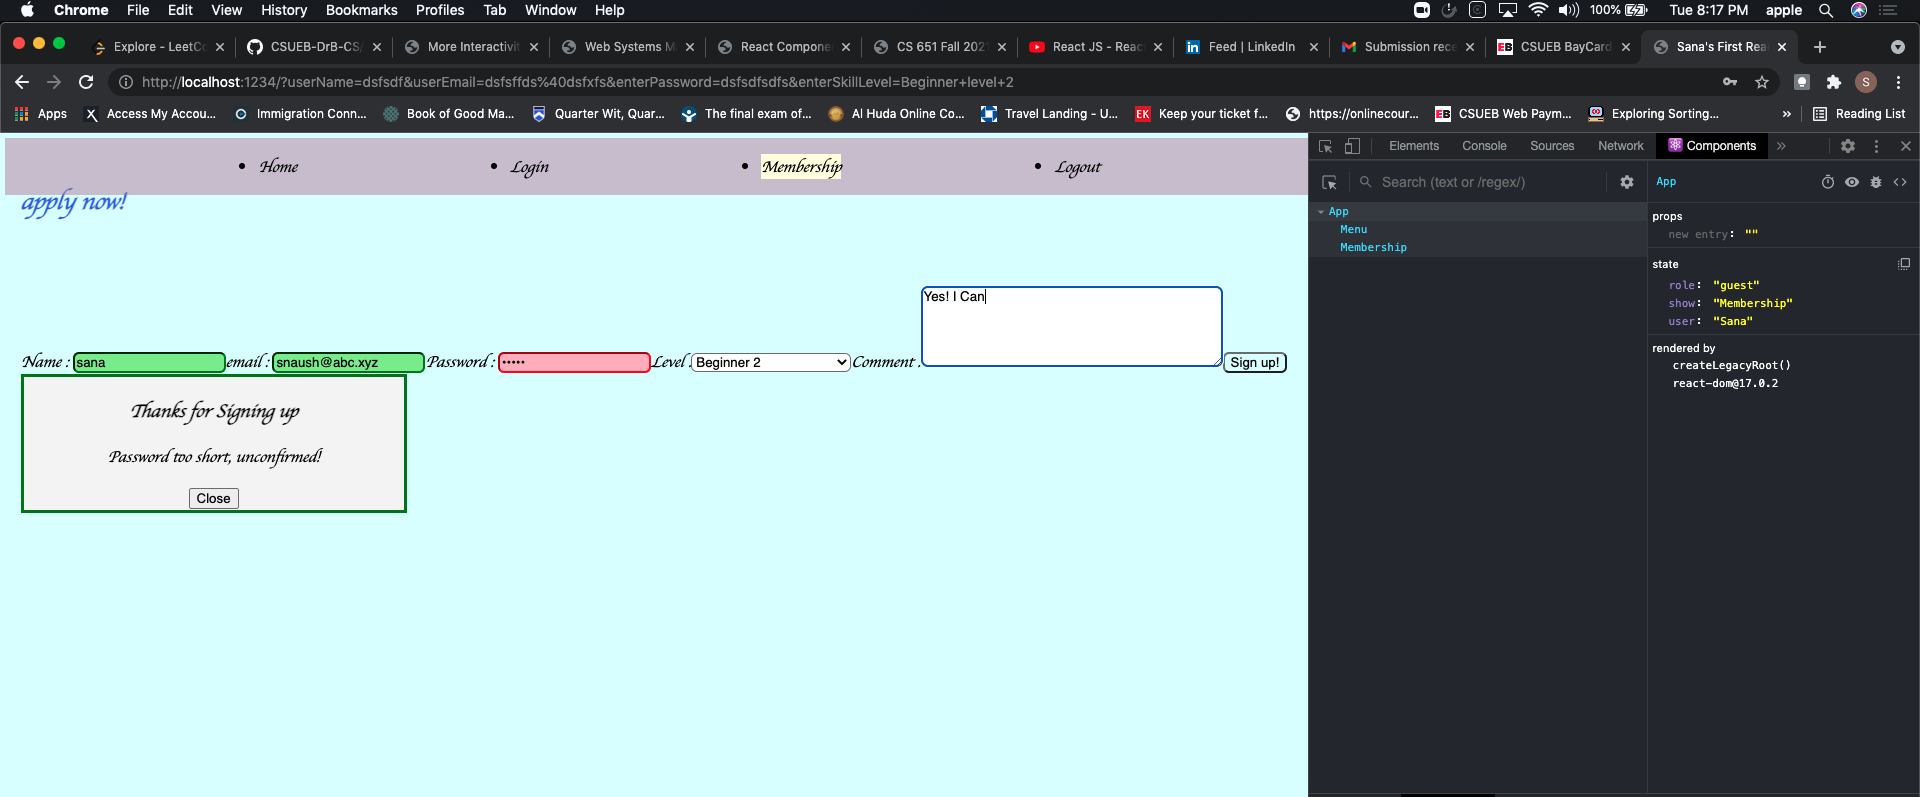 Chrome File Edit View History Bookmarks Profiles Tab Window Help 100% Tue 8:17 PM apple
Explore - LeetCo CSUEB-DrB-CS/ More Interactivit Web Systems M React Compone CS 651 Fall 202 React JS - Reac Feed | LinkedIn Submission rece CSUEB BayCard Sana's First Rea
http://localhost:1234/?userName=dsfsdf&userEmail=dsfsffds%40dsfxfs&enterPassword=dsfsdfsdfs&enterSkillLevel=Beginner+level+2
Apps Access My Accou... Immigration Conn... Book of Good Ma... Quarter Wit, Quar... The final exam of... Al Huda Online Co... Travel Landing - U... Keep your ticket f... https://onlinecour... CSUEB Web Paym... Exploring Sorting... » Reading List
Home Login Membership Logout
apply now!
Yes! I Can
Name : sana email : snaush@abc.xyz Password : ••••• Level : Beginner 2 Comment : Sign up!
Thanks for Signing up
Password too short, unconfirmed!
Close
Elements Console Sources Network Components »
Search (text or /regex/)
App
Menu
Membership
App
props
new entry: ""
state
role: "guest"
show: "Membership"
user: "Sana"
rendered by
createLegacyRoot()
react-dom@17.0.2